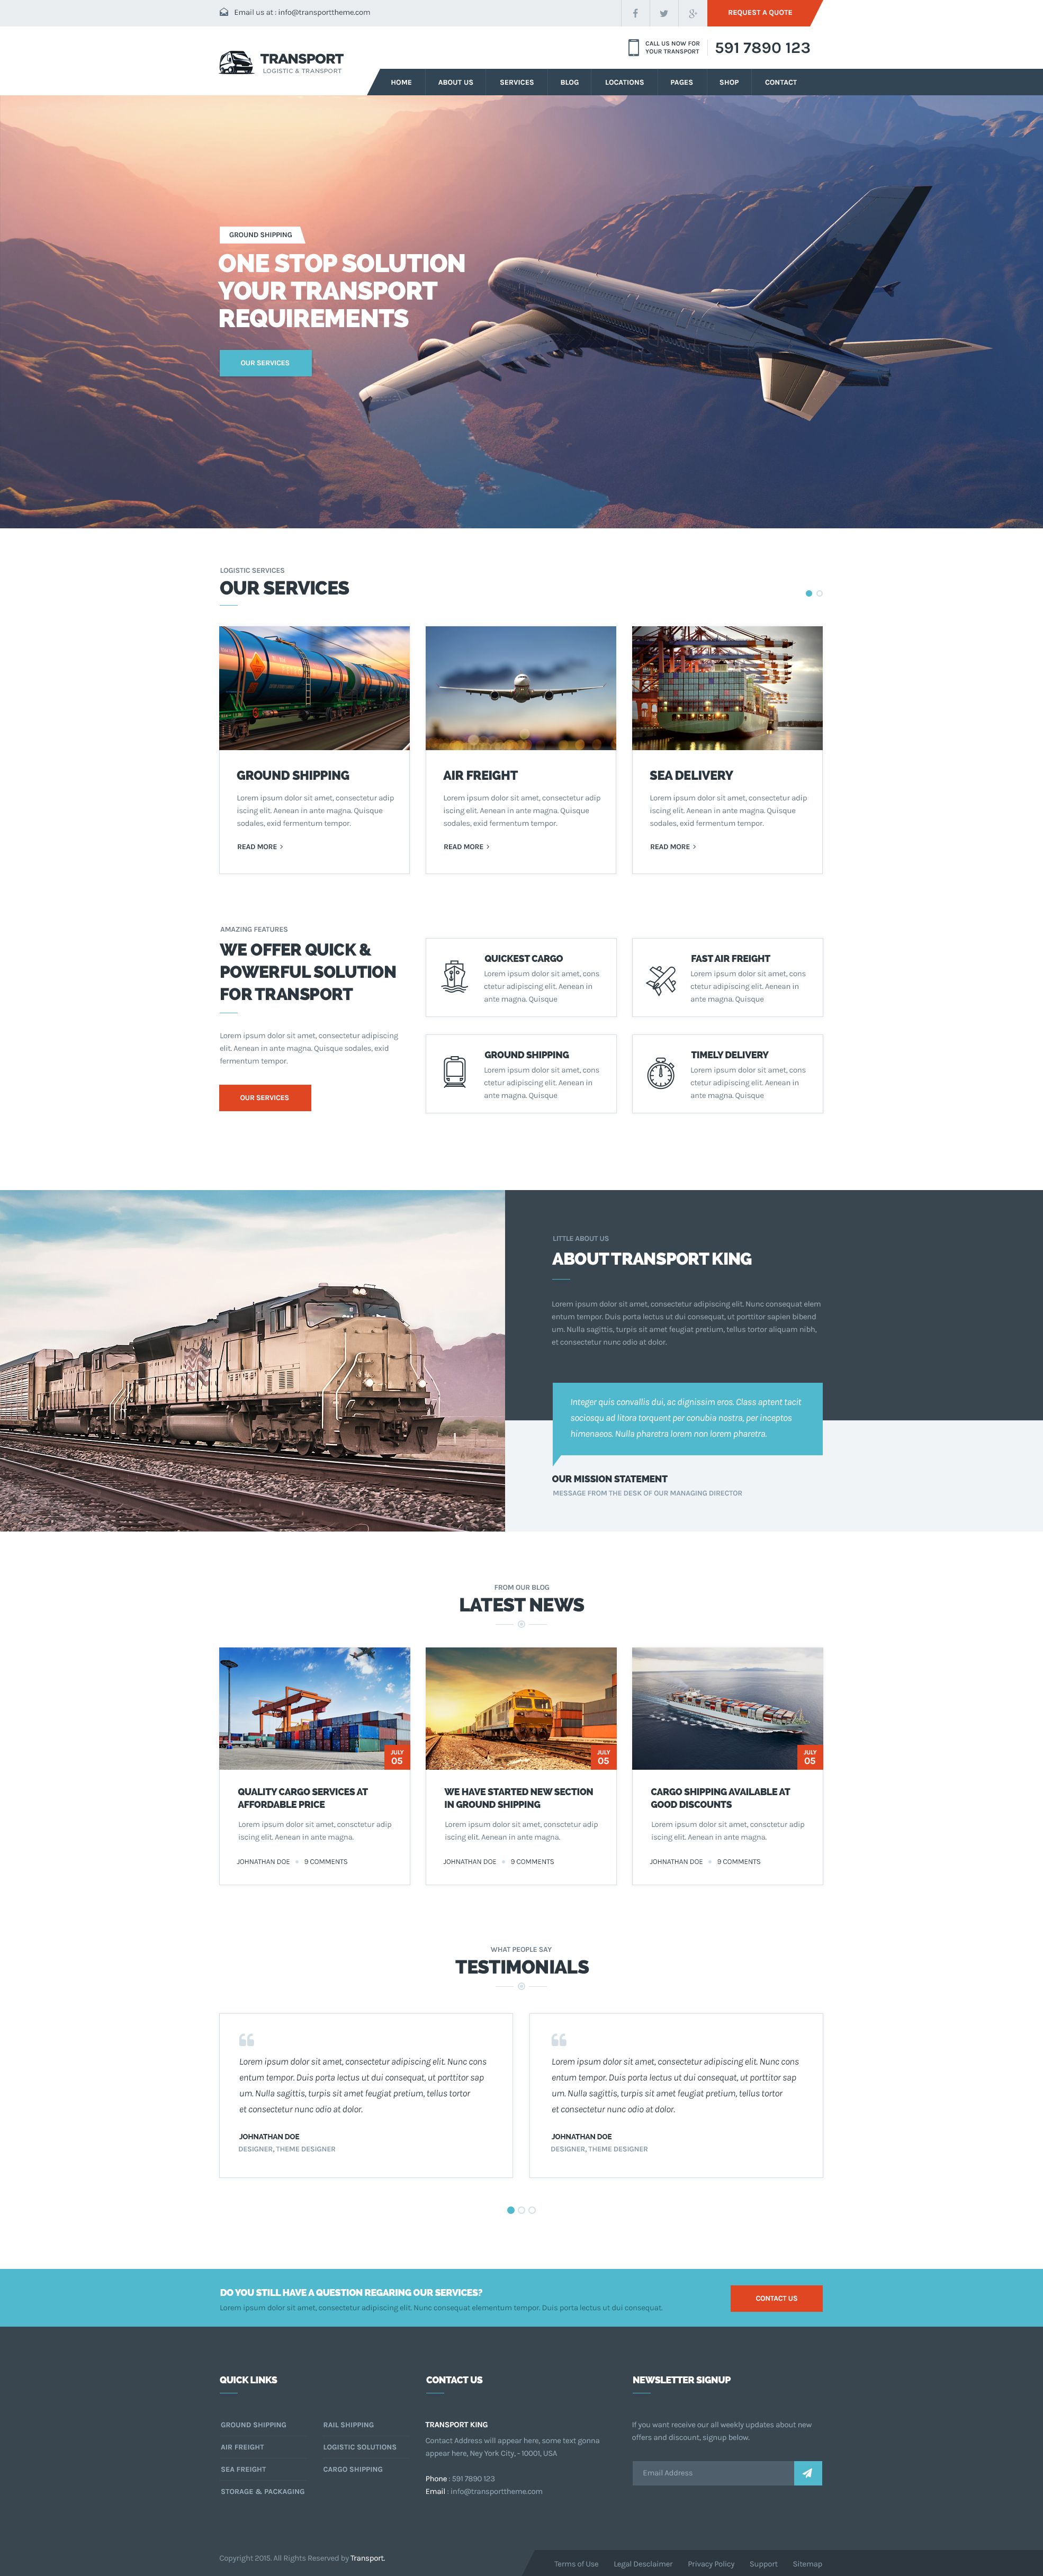 Email us at : info@transporttheme.com
REQUEST A QUOTE
TRANSPORT
LOGISTIC & TRANSPORT
CALL US NOW FOR
YOUR TRANSPORT
591 7890 123
HOME ABOUT US SERVICES BLOG LOCATIONS PAGES SHOP CONTACT
GROUND SHIPPING
ONE STOP SOLUTION
YOUR TRANSPORT
REQUIREMENTS
OUR SERVICES
LOGISTIC SERVICES
OUR SERVICES
GROUND SHIPPING
Lorem ipsum dolor sit amet, consectetur adip
iscing elit. Aenean in ante magna. Quisque
sodales, exid fermentum tempor.
READ MORE >
AIR FREIGHT
Lorem ipsum dolor sit amet, consectetur adip
iscing elit. Aenean in ante magna. Quisque
sodales, exid fermentum tempor.
READ MORE >
SEA DELIVERY
Lorem ipsum dolor sit amet, consectetur adip
iscing elit. Aenean in ante magna. Quisque
sodales, exid fermentum tempor.
READ MORE >
AMAZING FEATURES
WE OFFER QUICK &
POWERFUL SOLUTION
FOR TRANSPORT
Lorem ipsum dolor sit amet, consectetur adipiscing
elit. Aenean in ante magna. Quisque sodales, exid
fermentum tempor.
OUR SERVICES
QUICKEST CARGO
Lorem ipsum dolor sit amet, cons
ctetur adipiscing elit. Aenean in
ante magna. Quisque
FAST AIR FREIGHT
Lorem ipsum dolor sit amet, cons
ctetur adipiscing elit. Aenean in
ante magna. Quisque
GROUND SHIPPING
Lorem ipsum dolor sit amet, cons
ctetur adipiscing elit. Aenean in
ante magna. Quisque
TIMELY DELIVERY
Lorem ipsum dolor sit amet, cons
ctetur adipiscing elit. Aenean in
ante magna. Quisque
LITTLE ABOUT US
ABOUT TRANSPORT KING
Lorem ipsum dolor sit amet, consectetur adipiscing elit. Nunc consequat elem
entum tempor. Duis porta lectus ut dui consequat, ut porttitor sapien bibend
um. Nulla sagittis, turpis sit amet feugiat pretium, tellus tortor aliquam nibh,
et consectetur nunc odio at dolor.
Integer quis convallis dui, ac dignissim eros. Class aptent tacit
sociosqu ad litora torquent per conubia nostra, per inceptos
himenaeos. Nulla pharetra lorem non lorem pharetra.
OUR MISSION STATEMENT
MESSAGE FROM THE DESK OF OUR MANAGING DIRECTOR
FROM OUR BLOG
LATEST NEWS
JULY
05
QUALITY CARGO SERVICES AT
AFFORDABLE PRICE
Lorem ipsum dolor sit amet, consctetur adip
iscing elit. Aenean in ante magna.
JOHNATHAN DOE 9 COMMENTS
JULY
05
WE HAVE STARTED NEW SECTION
IN GROUND SHIPPING
Lorem ipsum dolor sit amet, consctetur adip
iscing elit. Aenean in ante magna.
JOHNATHAN DOE 9 COMMENTS
JULY
05
CARGO SHIPPING AVAILABLE AT
GOOD DISCOUNTS
Lorem ipsum dolor sit amet, consctetur adip
iscing elit. Aenean in ante magna.
JOHNATHAN DOE 9 COMMENTS
WHAT PEOPLE SAY
TESTIMONIALS
Lorem ipsum dolor sit amet, consectetur adipiscing elit. Nunc cons
entum tempor. Duis porta lectus ut dui consequat, ut porttitor sap
um. Nulla sagittis, turpis sit amet feugiat pretium, tellus tortor
et consectetur nunc odio at dolor.
JOHNATHAN DOE
DESIGNER, THEME DESIGNER
Lorem ipsum dolor sit amet, consectetur adipiscing elit. Nunc cons
entum tempor. Duis porta lectus ut dui consequat, ut porttitor sap
um. Nulla sagittis, turpis sit amet feugiat pretium, tellus tortor
et consectetur nunc odio at dolor.
JOHNATHAN DOE
DESIGNER, THEME DESIGNER
DO YOU STILL HAVE A QUESTION REGARING OUR SERVICES?
Lorem ipsum dolor sit amet, consectetur adipiscing elit. Nunc consequat elementum tempor. Duis porta lectus ut dui consequat.
CONTACT US
QUICK LINKS
GROUND SHIPPING RAIL SHIPPING
AIR FREIGHT LOGISTIC SOLUTIONS
SEA FREIGHT CARGO SHIPPING
STORAGE & PACKAGING
CONTACT US
TRANSPORT KING
Contact Address will appear here, some text gonna
appear here, Ney York City, - 10001, USA
Phone : 591 7890 123
Email : info@transporttheme.com
NEWSLETTER SIGNUP
If you want receive our all weekly updates about new
offers and discount, signup below.
Email Address
Copyright 2015. All Rights Reserved by Transport.
Terms of Use Legal Desclaimer Privacy Policy Support Sitemap